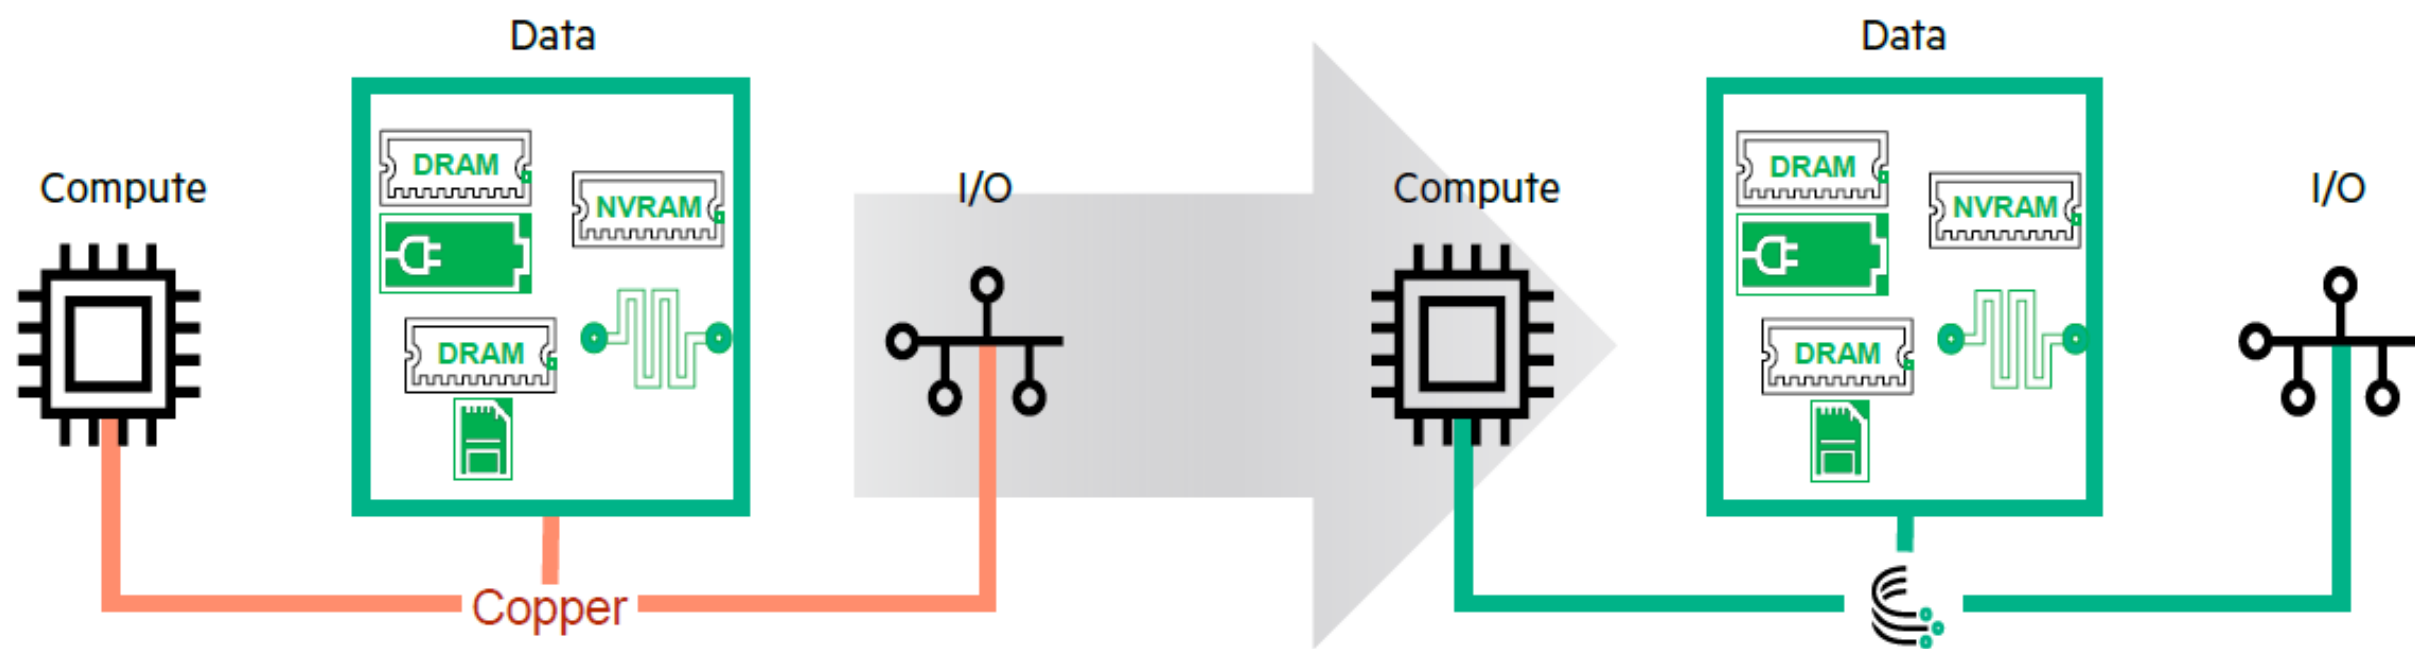 Data
Compute
DRAM
NVRAM
DRAM
I/O
Copper
Data
Compute
DRAM
NVRAM
DRAM
I/O